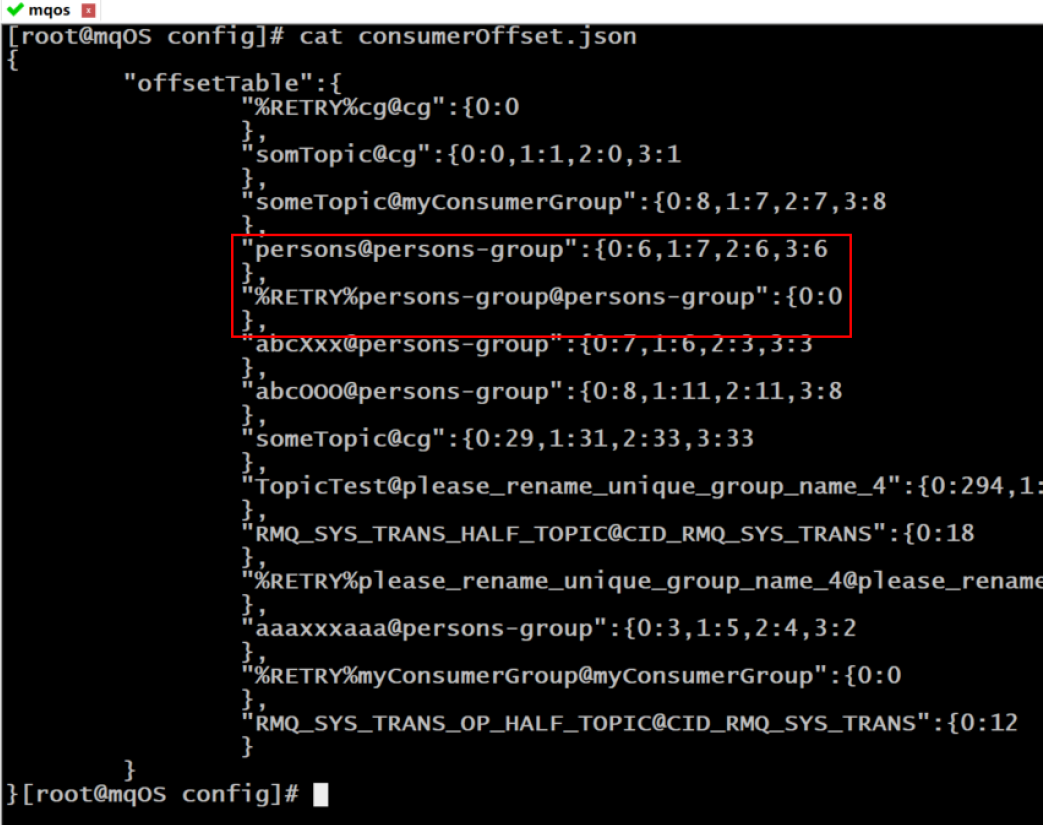 mqos
[root@mqOS config]# cat consumerOffset.json
{
"offsetTable":{
"%RETRY%cg@cg":{0:0
},
"somTopic@cg":{0:0,1:1,2:0,3:1
},
"someTopic@myConsumerGroup":{0:8,1:7,2:7,3:8
},
"persons@persons-group":{0:6,1:7,2:6,3:6
},
"%RETRY%persons-group@persons-group":{0:0
},
"abcXxx@persons-group":{0:7,1:6,2:3,3:3
},
"abcOOO@persons-group":{0:8,1:11,2:11,3:8
},
"someTopic@cg":{0:29,1:31,2:33,3:33
},
"TopicTest@please_rename_unique_group_name_4":{0:294,1:
},
"RMQ_SYS_TRANS_HALF_TOPIC@CID_RMQ_SYS_TRANS":{0:18
},
"%RETRY%please_rename_unique_group_name_4@please_rename
},
"aaaxxxaaa@persons-group":{0:3,1:5,2:4,3:2
},
"%RETRY%myConsumerGroup@myConsumerGroup":{0:0
},
"RMQ_SYS_TRANS_OP_HALF_TOPIC@CID_RMQ_SYS_TRANS":{0:12
}
}
}[root@mqOS config]#